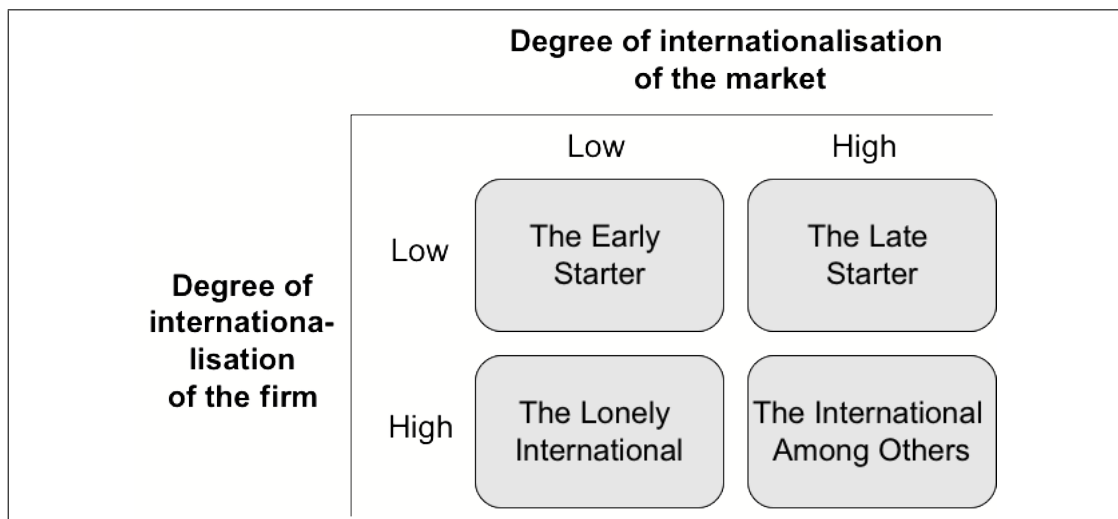 Degree of internationalisation
of the market
Low
High
Low
The Early
Starter
The Late
Starter
Degree of
internationa-
lisation
of the firm
High
The Lonely
International
The International
Among Others